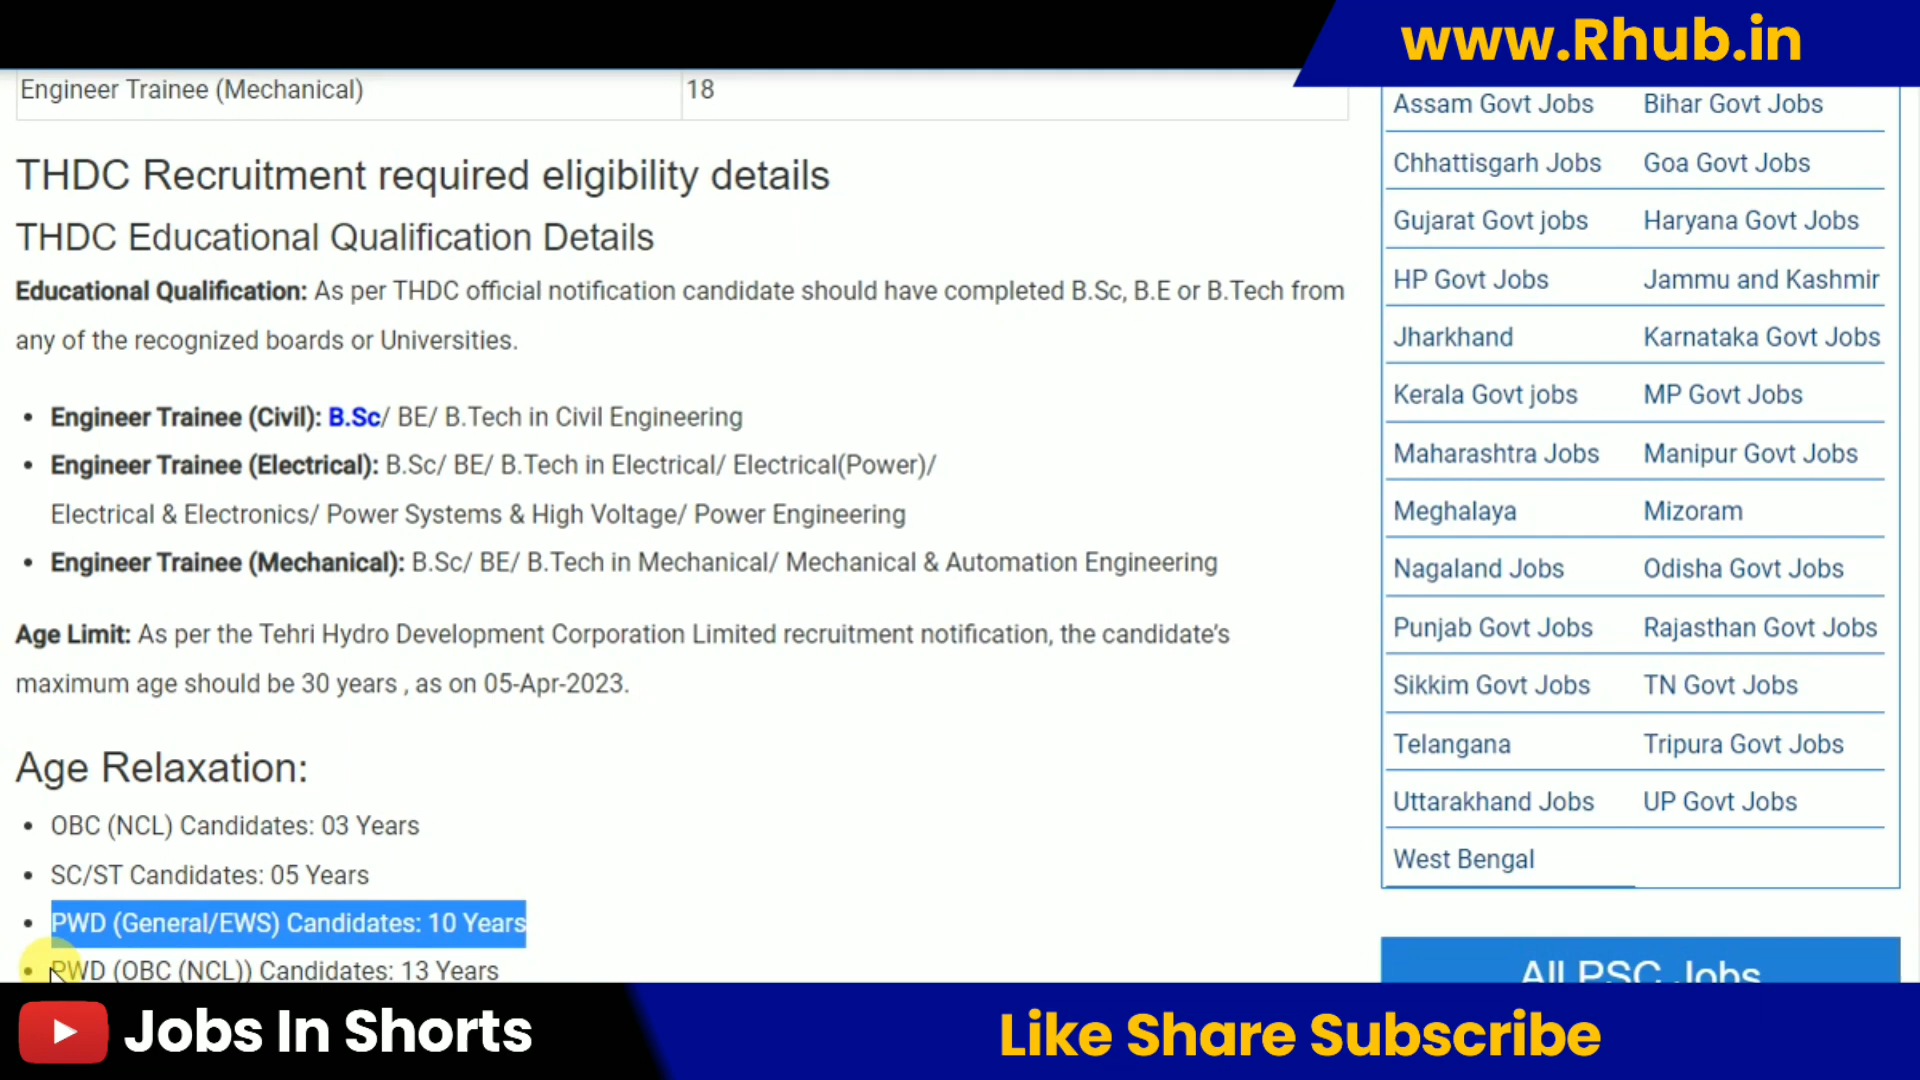 www.Rhub.in
Engineer Trainee (Mechanical) 18
THDC Recruitment required eligibility details
THDC Educational Qualification Details
Educational Qualification: As per THDC official notification candidate should have completed B.Sc, B.E or B.Tech from
any of the recognized boards or Universities.
• Engineer Trainee (Civil): B.Sc/ BE/ B.Tech in Civil Engineering
• Engineer Trainee (Electrical): B.Sc/ BE/ B.Tech in Electrical/ Electrical(Power)/
Electrical & Electronics/ Power Systems & High Voltage/ Power Engineering
• Engineer Trainee (Mechanical): B.Sc/ BE/ B.Tech in Mechanical/ Mechanical & Automation Engineering
Age Limit: As per the Tehri Hydro Development Corporation Limited recruitment notification, the candidate’s
maximum age should be 30 years , as on 05-Apr-2023.
Age Relaxation:
• OBC (NCL) Candidates: 03 Years
• SC/ST Candidates: 05 Years
• PWD (General/EWS) Candidates: 10 Years
• PWD (OBC (NCL)) Candidates: 13 Years
Assam Govt Jobs Bihar Govt Jobs
Chhattisgarh Jobs Goa Govt Jobs
Gujarat Govt jobs Haryana Govt Jobs
HP Govt Jobs Jammu and Kashmir
Jharkhand Karnataka Govt Jobs
Kerala Govt jobs MP Govt Jobs
Maharashtra Jobs Manipur Govt Jobs
Meghalaya Mizoram
Nagaland Jobs Odisha Govt Jobs
Punjab Govt Jobs Rajasthan Govt Jobs
Sikkim Govt Jobs TN Govt Jobs
Telangana Tripura Govt Jobs
Uttarakhand Jobs UP Govt Jobs
West Bengal
All PSC Jobs
Jobs In Shorts
Like Share Subscribe